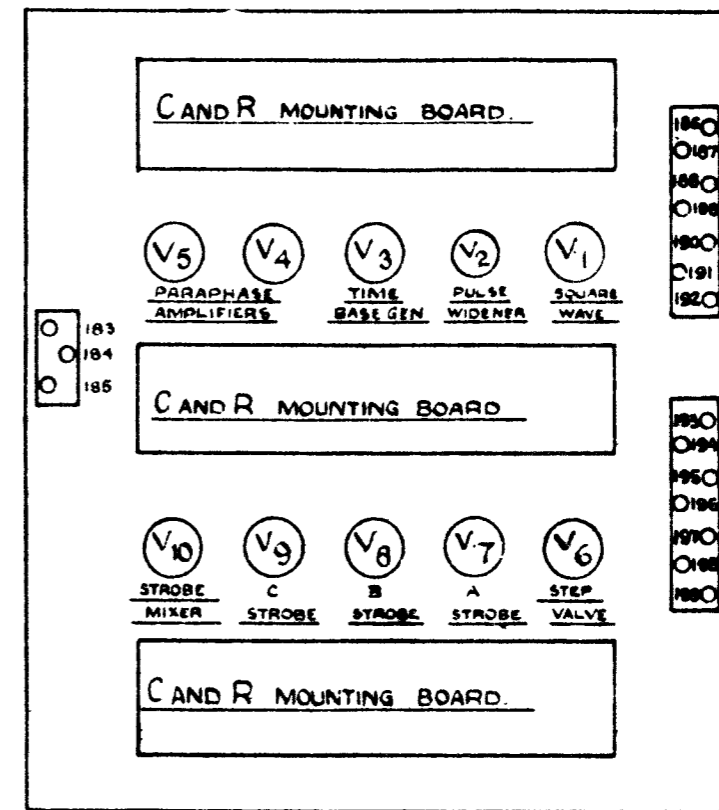 C AND R MOUNTING BOARD.
186
187
188
190
191
192
V5 V4 V3 V2 V1
PARAPHASE AMPLIFIERS
TIME BASE GEN
PULSE WIDENER
SQUARE WAVE
183
184
185
C AND R MOUNTING BOARD
193
194
195
196
197
198
V10 V9 V8 V7 V6
STROBE MIXER
C STROBE
B STROBE
A STROBE
STEP VALVE
C AND R MOUNTING BOARD.